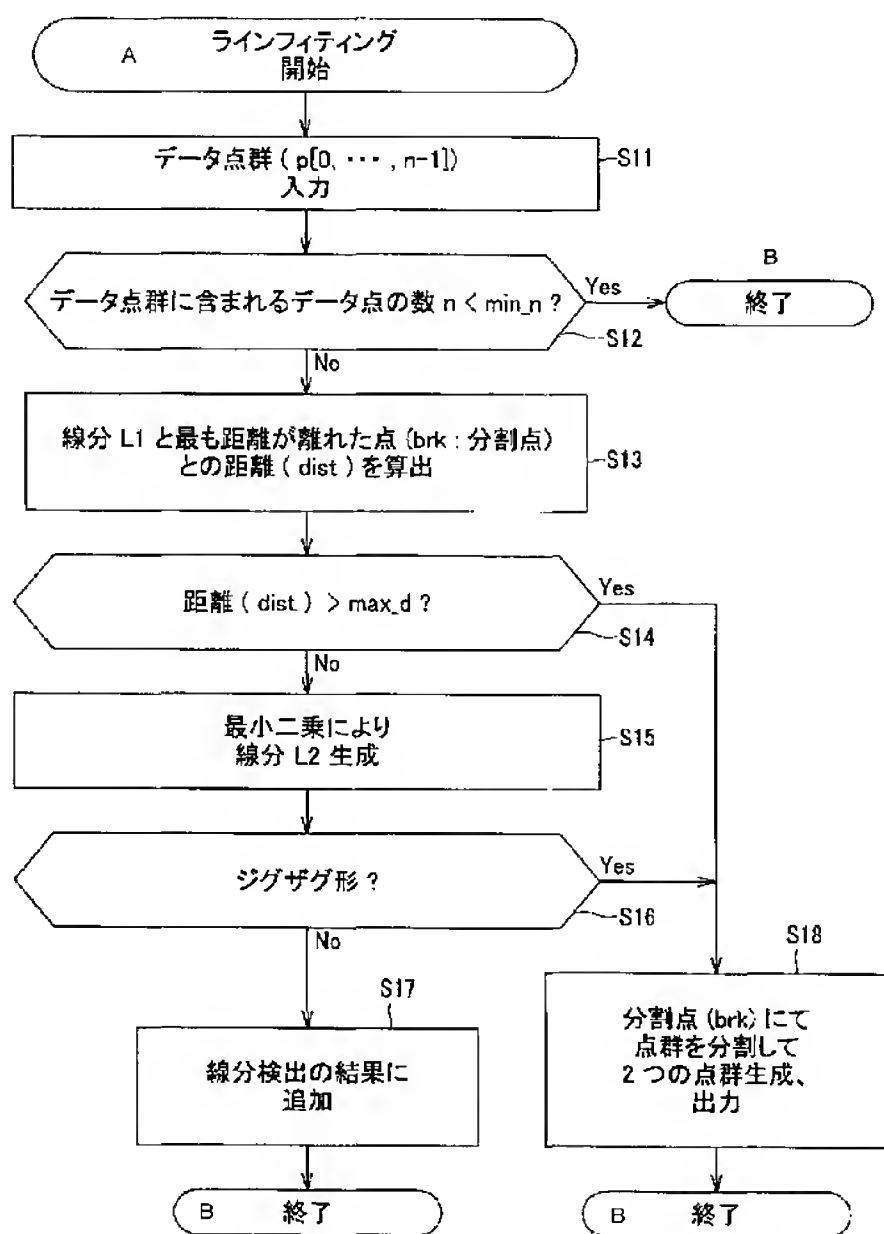 A
ラインフィティング
開始
データ点群 ( p[0、・・・, n-1])
入力
S11
データ点群に含まれるデータ点の数 n < min_n ?
Yes
B
終了
S12
No
線分 L1 と最も距離が離れた点 (brk : 分割点)
との距離 ( dist ) を算出
S13
距離 ( dist ) > max_d ?
Yes
S14
No
最小二乗により
線分 L2 生成
S15
ジグザグ形 ?
Yes
S16
No
S17
線分検出の結果に
追加
S18
分割点 (brk) にて
点群を分割して
2 つの点群生成、
出力
B 終了
B 終了